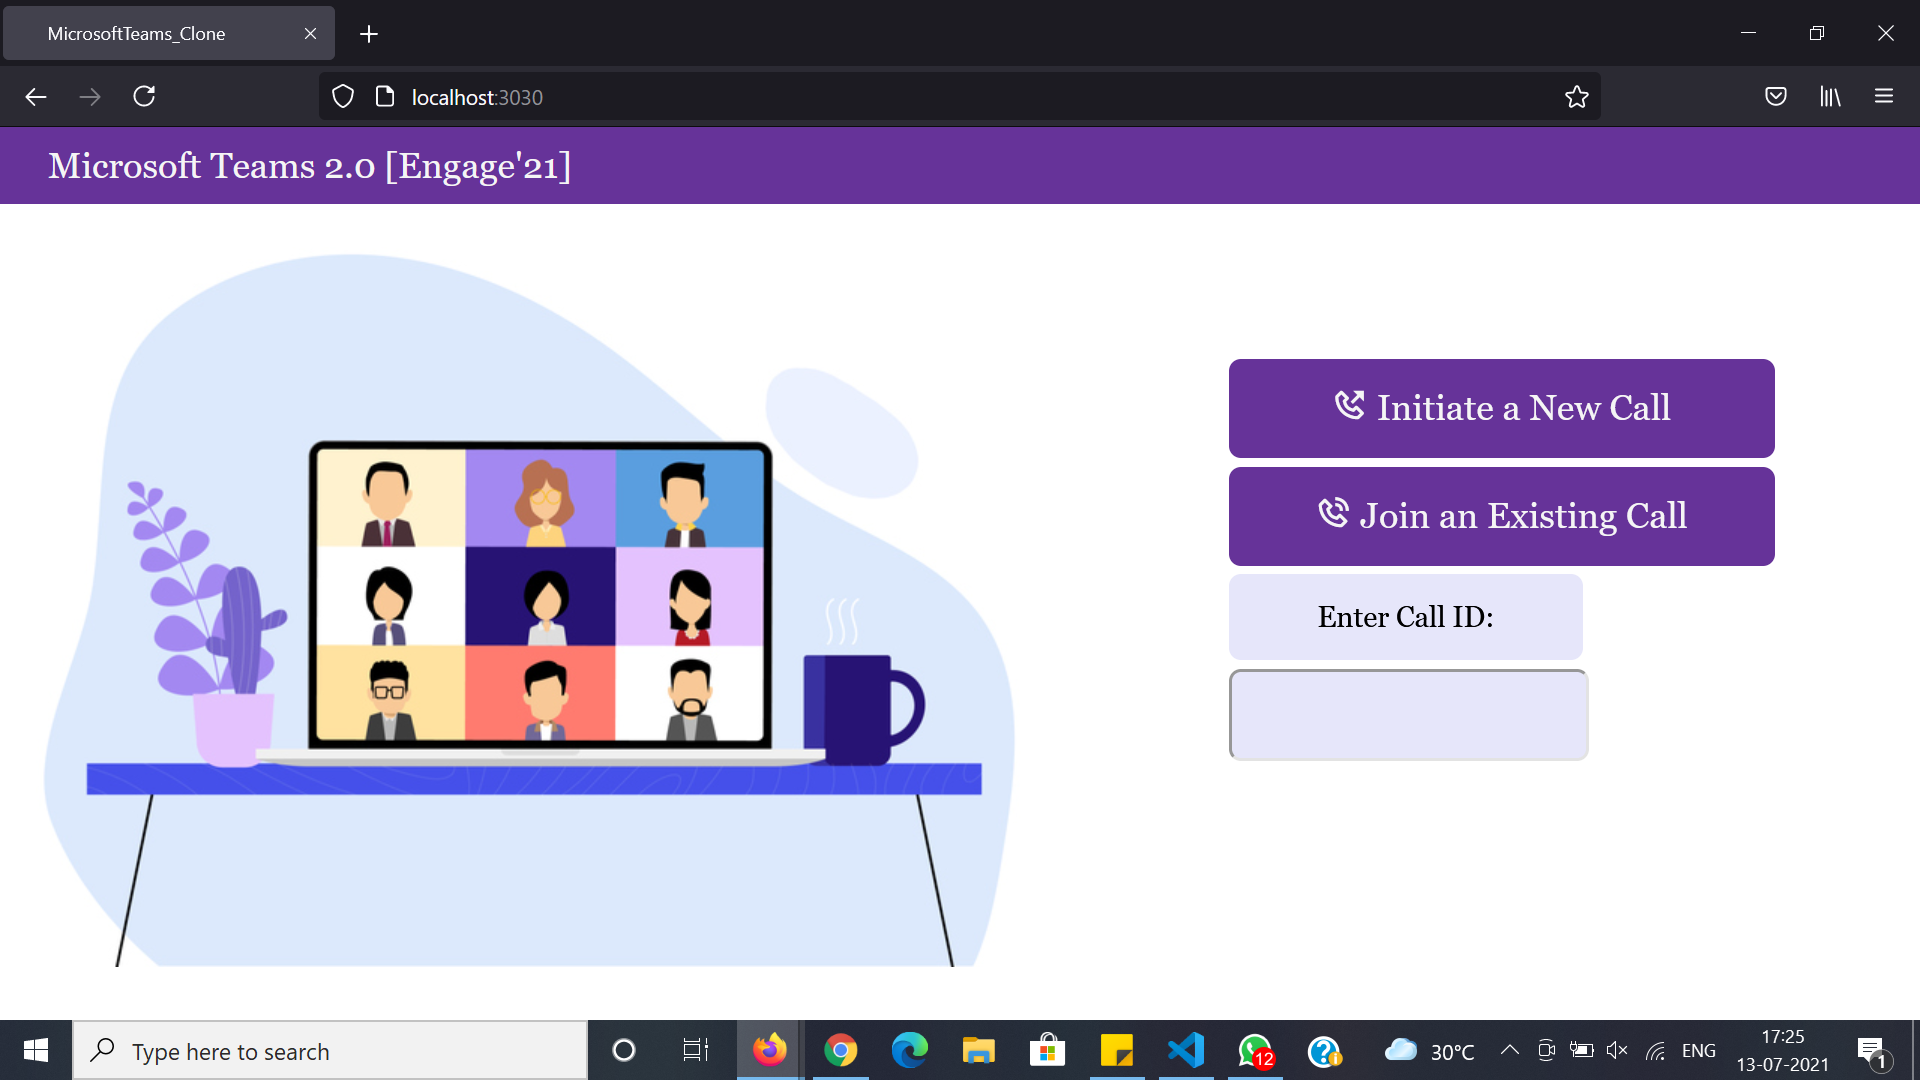 MicrosoftTeams_Clone
localhost:3030
Microsoft Teams 2.0 [Engage'21]
Initiate a New Call
Join an Existing Call
Enter Call ID:
Type here to search
12
30°C
ENG
17:25
13-07-2021
1